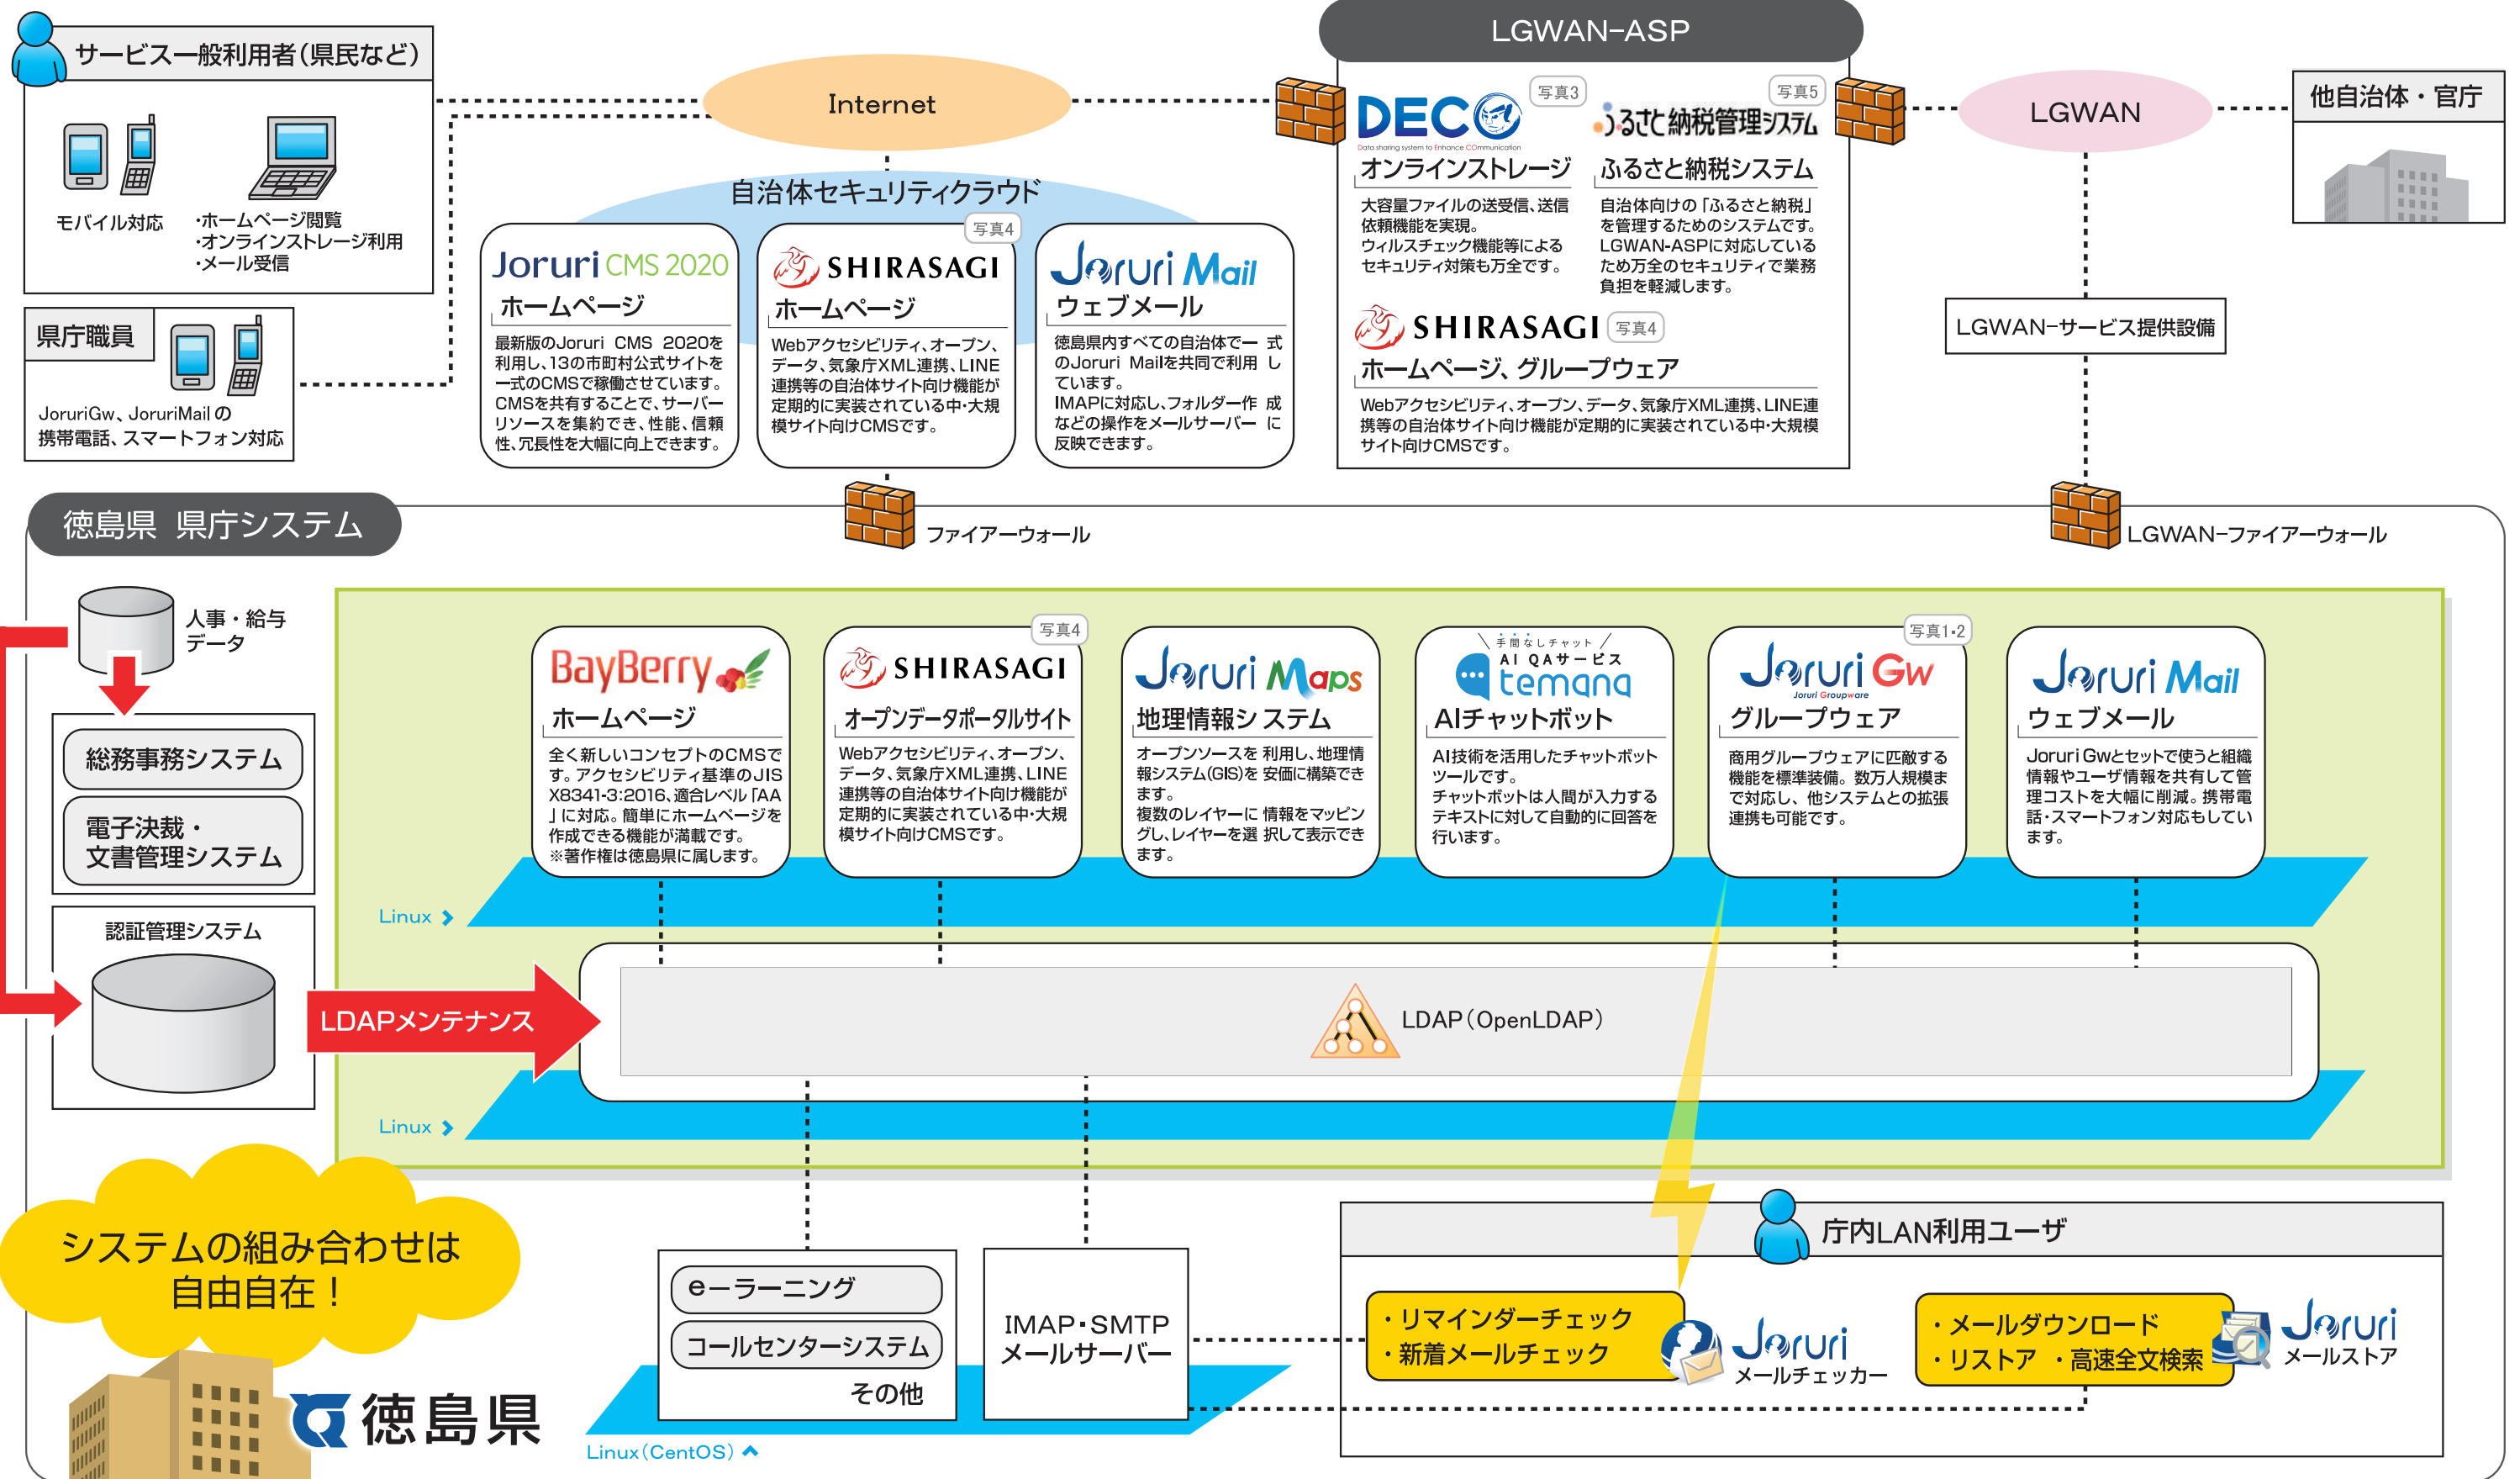 サービス一般利用者(県民など)
モバイル対応
・ホームページ閲覧
・オンラインストレージ利用
・メール受信
県庁職員
JoruriGw、JoruriMail の
携帯電話、スマートフォン対応
Internet
自治体セキュリティクラウド
Joruri CMS 2020
ホームページ
最新版のJoruri CMS 2020を
利用し、13の市町村公式サイトを
一式のCMSで稼働させています。
CMSを共有することで、サーバー
リソースを集約でき、性能、信頼
性、冗長性を大幅に向上できます。
写真4
SHIRASAGI
ホームページ
Webアクセシビリティ、オープン、
データ、気象庁XML連携、LINE
連携等の自治体サイト向け機能が
定期的に実装されている中・大規
模サイト向けCMSです。
Joruri Mail
ウェブメール
徳島県内すべての自治体で一 式
のJoruri Mailを共同で利用 し
ています。
IMAPに対応し、フォルダー作 成
などの操作をメールサーバー に
反映できます。
LGWAN-ASP
写真3
DECO
Data sharing system to Enhance COmmunication
オンラインストレージ
大容量ファイルの送受信、送信
依頼機能を実現。
ウィルスチェック機能等による
セキュリティ対策も万全です。
写真5
ふるさと納税管理システム
ふるさと納税システム
自治体向けの「ふるさと納税」
を管理するためのシステムです。
LGWAN-ASPに対応している
ため万全のセキュリティで業務
負担を軽減します。
SHIRASAGI 写真4
ホームページ、グループウェア
Webアクセシビリティ、オープン、データ、気象庁XML連携、LINE連
携等の自治体サイト向け機能が定期的に実装されている中・大規模
サイト向けCMSです。
LGWAN
他自治体・官庁
LGWAN-サービス提供設備
徳島県 県庁システム
ファイアーウォール
LGWAN-ファイアーウォール
人事・給与
データ
総務事務システム
電子決裁・
文書管理システム
認証管理システム
LDAPメンテナンス
BayBerry
ホームページ
全く新しいコンセプトのCMSで
す。アクセシビリティ基準のJIS
X8341-3:2016、適合レベル「AA
」に対応。簡単にホームページを
作成できる機能が満載です。
※著作権は徳島県に属します。
写真4
SHIRASAGI
オープンデータポータルサイト
Webアクセシビリティ、オープン、
データ、気象庁XML連携、LINE
連携等の自治体サイト向け機能が
定期的に実装されている中・大規
模サイト向けCMSです。
Joruri Maps
地理情報システム
オープンソースを 利用し、地理情
報システム(GIS)を 安価に構築でき
ます。
複数のレイヤーに 情報をマッピン
グし、レイヤーを選 択して表示でき
ます。
手間なしチャット
AI QAサービス
temana
AIチャットボット
AI技術を活用したチャットボット
ツールです。
チャットボットは人間が入力する
テキストに対して自動的に回答を
行います。
写真1・2
Joruri Gw
Joruri Groupware
グループウェア
商用グループウェアに匹敵する
機能を標準装備。数万人規模ま
で対応し、他システムとの拡張
連携も可能です。
Joruri Mail
ウェブメール
Joruri Gwとセットで使うと組織
情報やユーザ情報を共有して管
理コストを大幅に削減。携帯電
話・スマートフォン対応もしてい
ます。
Linux
LDAP(OpenLDAP)
Linux
システムの組み合わせは
自由自在!
徳島県
e-ラーニング
コールセンターシステム
その他
IMAP・SMTP
メールサーバー
Linux(CentOS)
庁内LAN利用ユーザ
・リマインダーチェック
・新着メールチェック
Joruri
メールチェッカー
・メールダウンロード
・リストア ・高速全文検索
Joruri
メールストア